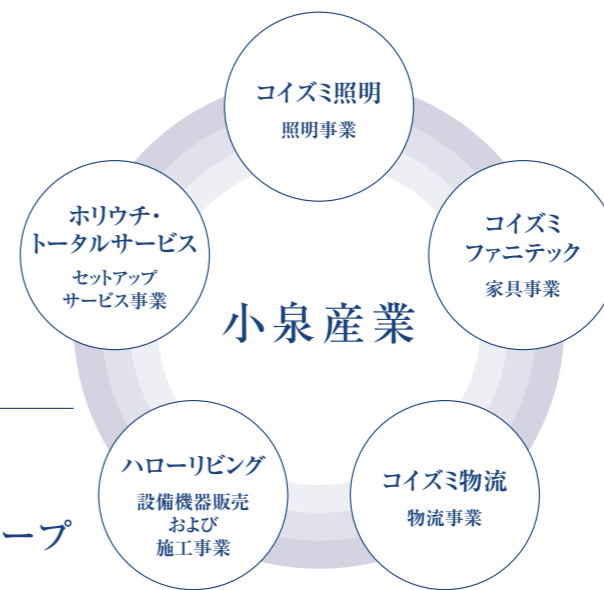 コイズミ照明
照明事業
ホリウチ・
トータルサービス
セットアップ
サービス事業
コイズミ
ファニテック
家具事業
小泉産業
ハローリビング
設備機器販売
および
施工事業
コイズミ物流
物流事業
ープ